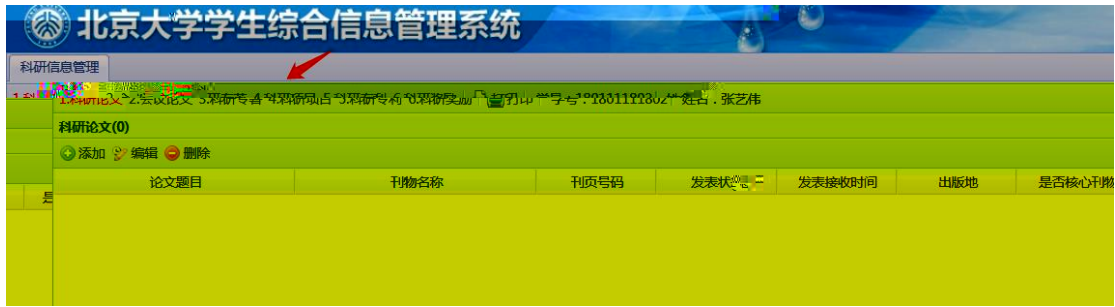 北京大学学生综合信息管理系统
科研信息管理
1.科研论文 2.会议论文 3.科研专著 4.科研项目 5.科研专利 6.科研奖励 打印 学号: 姓名:张艺伟
科研论文(0)
添加 编辑 删除
论文题目 刊物名称 刊页号码 发表状 发表接收时间 出版地 是否核心刊物
是